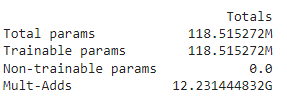 Totals
Total params 118.515272M
Trainable params 118.515272M
Non-trainable params 0.0
Mult-Adds 12.231444832G